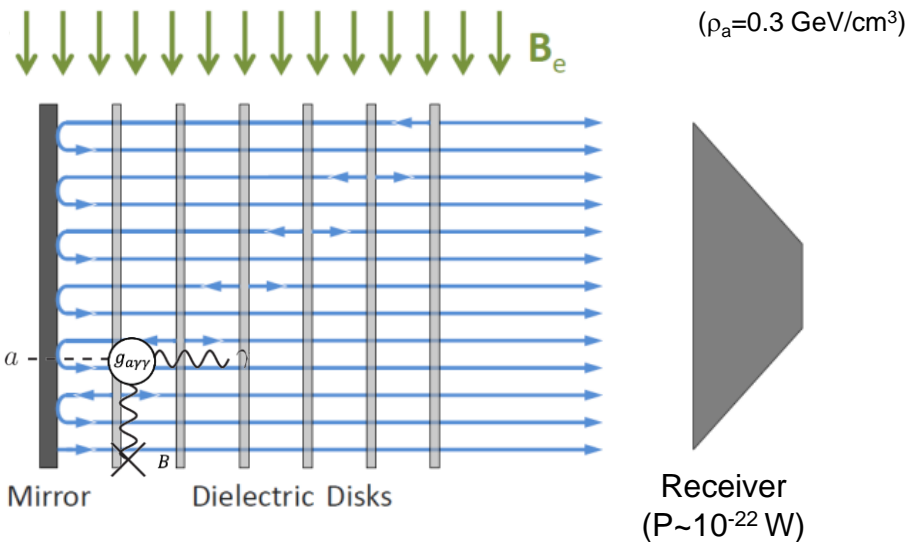 (ρₐ=0.3 GeV/cm³)
Bₑ
a
gₐγγ
γ
B
Mirror
Dielectric Disks
Receiver
(P~10⁻²² W)